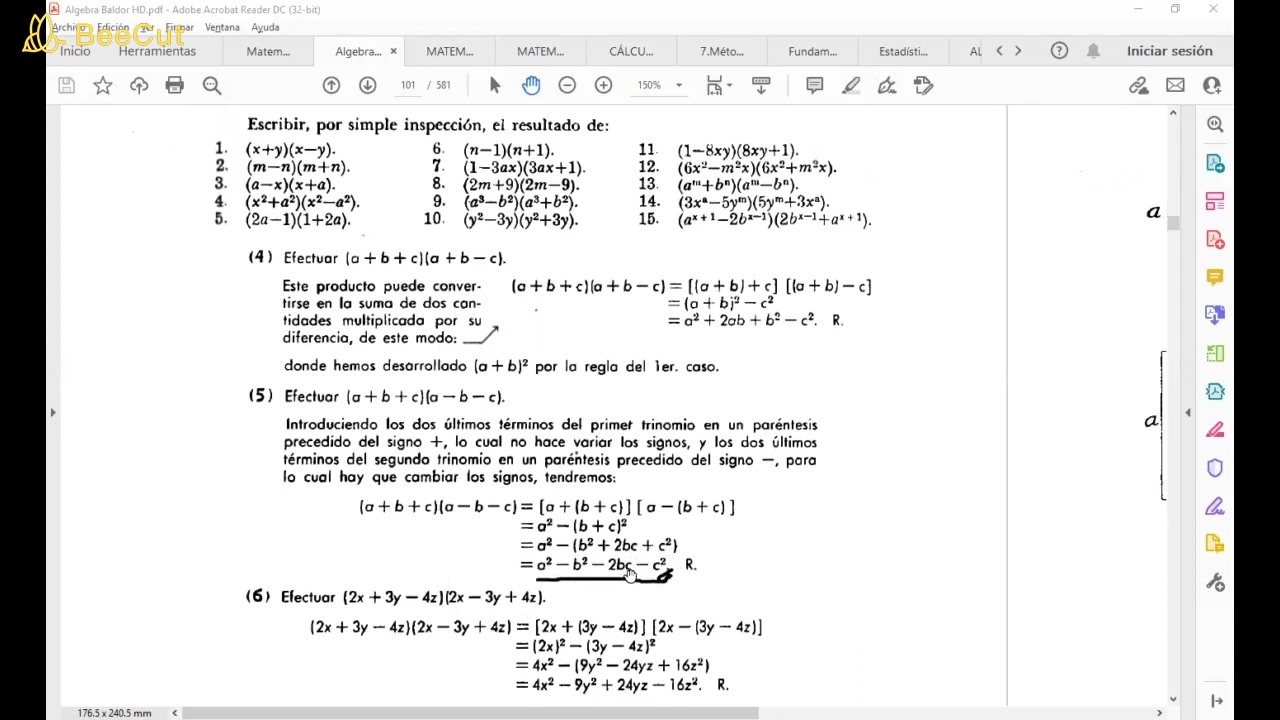 Algebra Baldor HD.pdf - Adobe Acrobat Reader DC (32-bit)
Archivo Edición Ver Firmar Ventana Ayuda
BeeCut
Inicio Herramientas Matem... Algebra... × MATEM... MATEM... CÁLCU... 7.Méto... Fundam... Estadísti... Iniciar sesión
101 / 581 150%
Escribir, por simple inspección, el resultado de:
1. (x+y)(x−y). 6. (n−1)(n+1). 11 (1−8xy)(8xy+1).
2. (m−n)(m+n). 7. (1−3ax)(3ax+1). 12. (6x²−m²x)(6x²+m²x).
3. (a−x)(x+a). 8. (2m+9)(2m−9). 13. (aᵐ+bⁿ)(aᵐ−bⁿ).
4. (x²+a²)(x²−a²). 9. (a³−b²)(a³+b²). 14. (3xᵃ−5yᵐ)(5yᵐ+3xᵃ).
5. (2a−1)(1+2a). 10. (y²−3y)(y²+3y). 15. (aˣ⁺¹−2bˣ⁻¹)(2bˣ⁻¹+aˣ⁺¹).
a
(4) Efectuar (a + b + c)(a + b − c).
Este producto puede conver- (a + b + c)(a + b − c) = [(a + b) + c] [(a + b) − c]
tirse en la suma de dos can- = (a + b)² − c²
tidades multiplicada por su = a² + 2ab + b² − c². R.
diferencia, de este modo:
donde hemos desarrollado (a + b)² por la regla del 1er. caso.
(5) Efectuar (a + b + c)(a − b − c).
a
Introduciendo los dos últimos términos del primer trinomio en un paréntesis
precedido del signo +, lo cual no hace variar los signos, y los dos últimos
términos del segundo trinomio en un paréntesis precedido del signo −, para
lo cual hay que cambiar los signos, tendremos:
(a + b + c)(a − b − c) = [a + (b + c)] [a − (b + c)]
= a² − (b + c)²
= a² − (b² + 2bc + c²)
= a² − b² − 2bc − c² R.
(6) Efectuar (2x + 3y − 4z)(2x − 3y + 4z).
(2x + 3y − 4z)(2x − 3y + 4z) = [2x + (3y − 4z)] [2x − (3y − 4z)]
= (2x)² − (3y − 4z)²
= 4x² − (9y² − 24yz + 16z²)
= 4x² − 9y² + 24yz − 16z². R.
176.5 x 240.5 mm